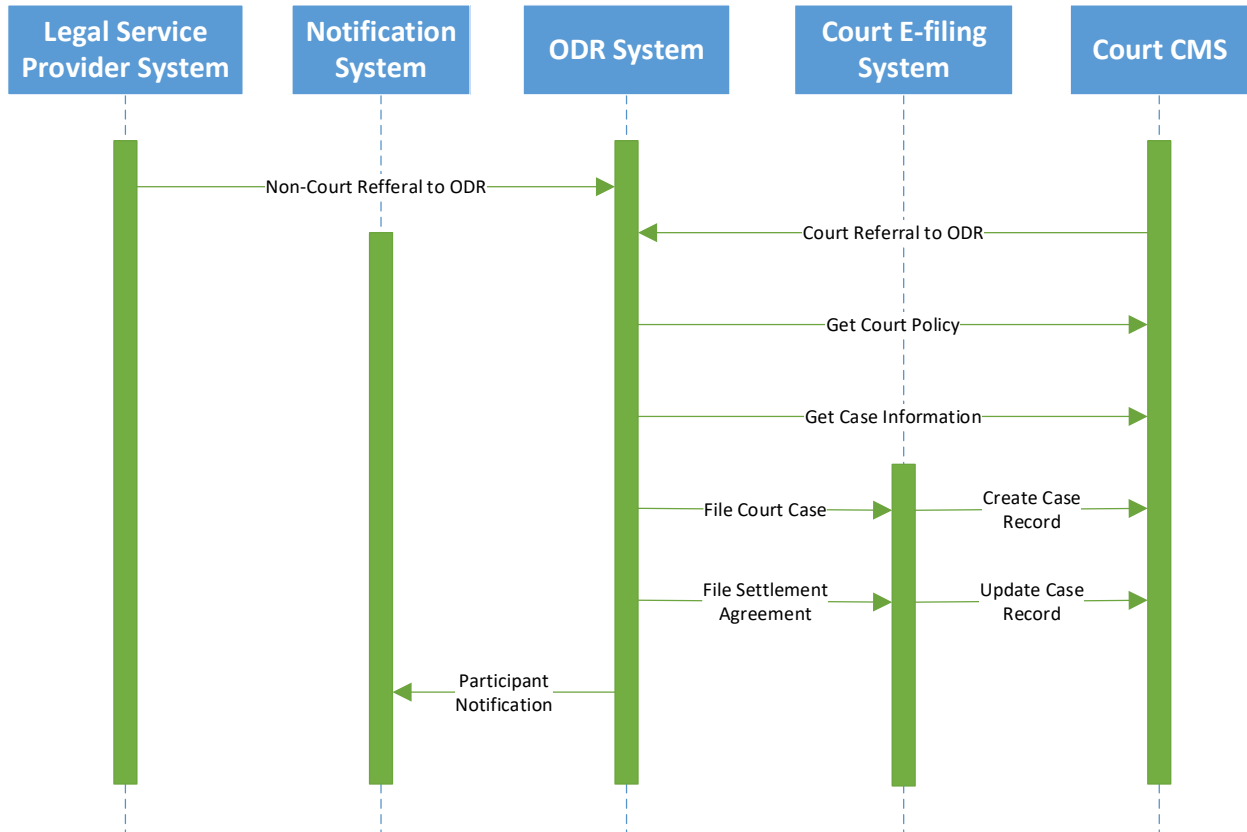 Legal Service
Provider System
Notification
System
ODR System
Court E-filing
System
Court CMS
Non-Court Refferal to ODR
Court Referral to ODR
Get Court Policy
Get Case Information
File Court Case
Create Case
Record
File Settlement
Agreement
Update Case
Record
Participant
Notification